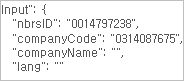 Input": {
"nbrsID": "0014797238",
"companyCode": "0314087675",
"companyName": "",
"lang": ""